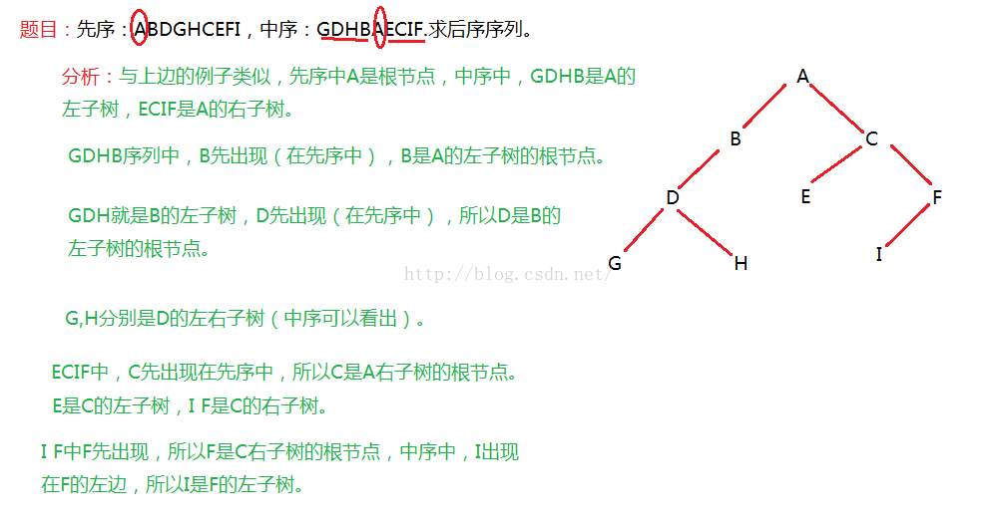 题目：先序：ABDGHCEFI，中序：GDHBAECIF.求后序序列。
分析：与上边的例子类似，先序中A是根节点，中序中，GDHB是A的
左子树，ECIF是A的右子树。
GDHB序列中，B先出现（在先序中），B是A的左子树的根节点。
GDH就是B的左子树，D先出现（在先序中），所以D是B的
左子树的根节点。
G,H分别是D的左右子树（中序可以看出）。
ECIF中，C先出现在先序中，所以C是A右子树的根节点。
E是C的左子树，I F是C的右子树。
I F中F先出现，所以F是C右子树的根节点，中序中，I出现
在F的左边，所以I是F的左子树。
A
B
C
D
E
F
G
H
I
http://blog.csdn.net/